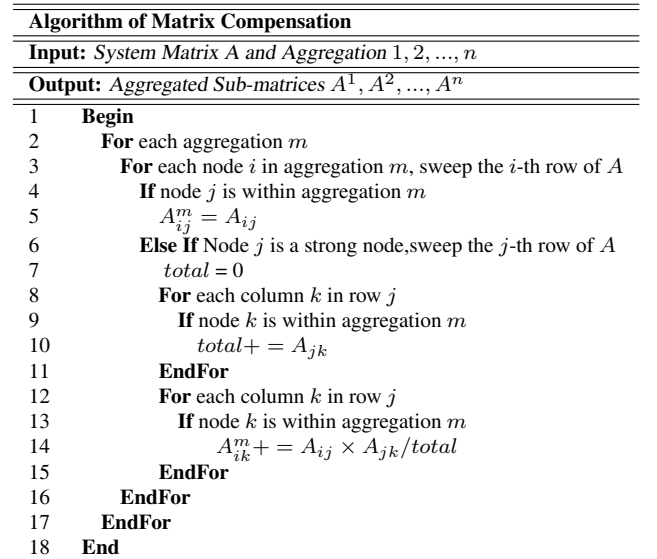 Algorithm of Matrix Compensation
Input: System Matrix A and Aggregation 1, 2, ..., n
Output: Aggregated Sub-matrices A^1, A^2, ..., A^n
1 Begin
2 For each aggregation m
3 For each node i in aggregation m, sweep the i-th row of A
4 If node j is within aggregation m
5 A_{ij}^m = A_{ij}
6 Else If Node j is a strong node,sweep the j-th row of A
7 total = 0
8 For each column k in row j
9 If node k is within aggregation m
10 total+ = A_{jk}
11 EndFor
12 For each column k in row j
13 If node k is within aggregation m
14 A_{ik}^m+ = A_{ij} × A_{jk}/total
15 EndFor
16 EndFor
17 EndFor
18 End